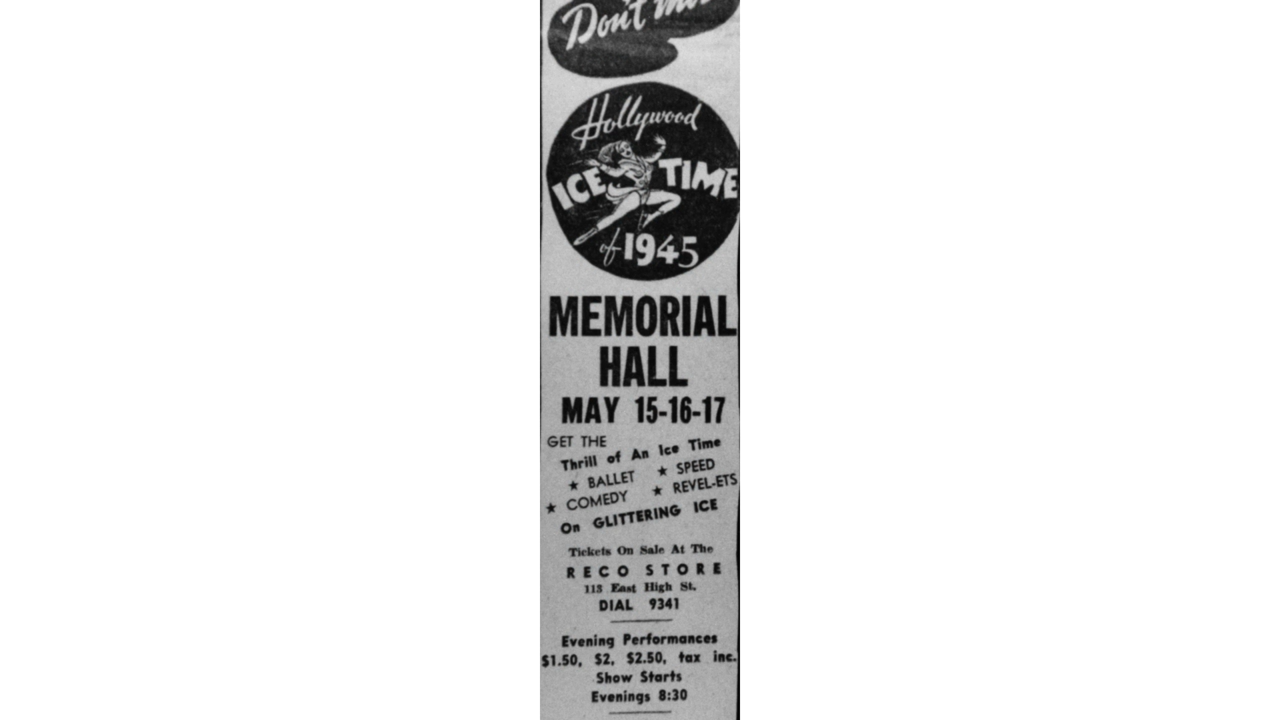 Don't miss
Hollywood
ICE TIME
of 1945
MEMORIAL
HALL
MAY 15-16-17
GET THE
Thrill of An Ice Time
★ BALLET ★ SPEED
★ COMEDY ★ REVEL-ETS
On GLITTERING ICE
Tickets On Sale At The
RECO STORE
113 East High St.
DIAL 9341
Evening Performances
$1.50, $2, $2.50, tax inc.
Show Starts
Evenings 8:30